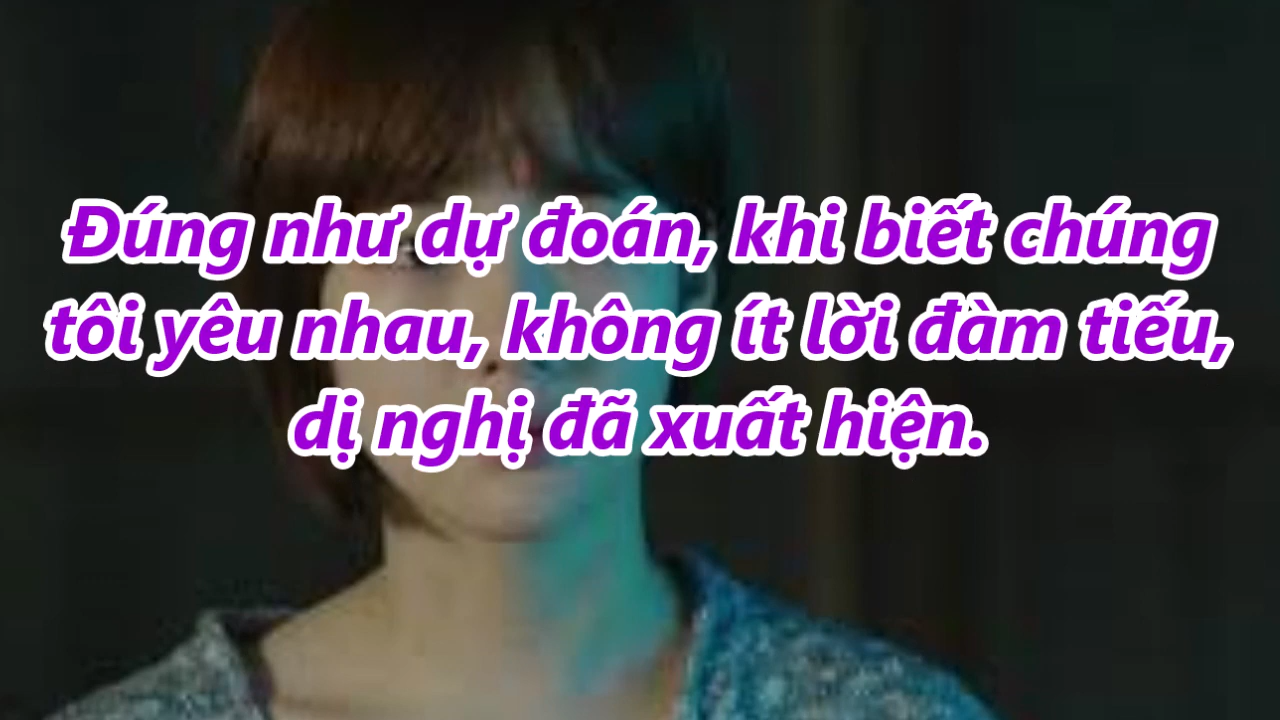 Đúng như dự đoán, khi biết chúng
tôi yêu nhau, không ít lời đàm tiếu,
dị nghị đã xuất hiện.